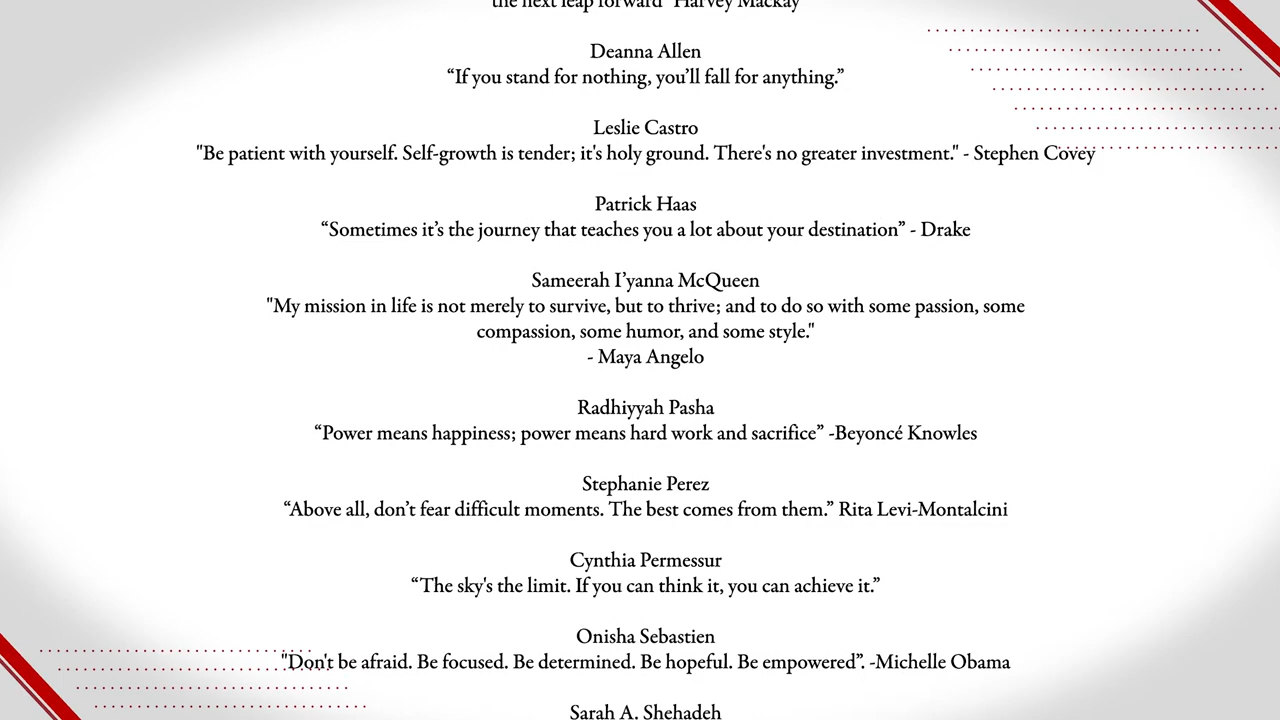 the next leap forward" Harvey Mackay
Deanna Allen
“If you stand for nothing, you’ll fall for anything.”
Leslie Castro
"Be patient with yourself. Self-growth is tender; it's holy ground. There's no greater investment." - Stephen Covey
Patrick Haas
“Sometimes it’s the journey that teaches you a lot about your destination” - Drake
Sameerah I’yanna McQueen
"My mission in life is not merely to survive, but to thrive; and to do so with some passion, some
compassion, some humor, and some style."
- Maya Angelo
Radhiyyah Pasha
“Power means happiness; power means hard work and sacrifice” -Beyoncé Knowles
Stephanie Perez
“Above all, don’t fear difficult moments. The best comes from them.” Rita Levi-Montalcini
Cynthia Permessur
“The sky's the limit. If you can think it, you can achieve it.”
Onisha Sebastien
"Don't be afraid. Be focused. Be determined. Be hopeful. Be empowered”. -Michelle Obama
Sarah A. Shehadeh